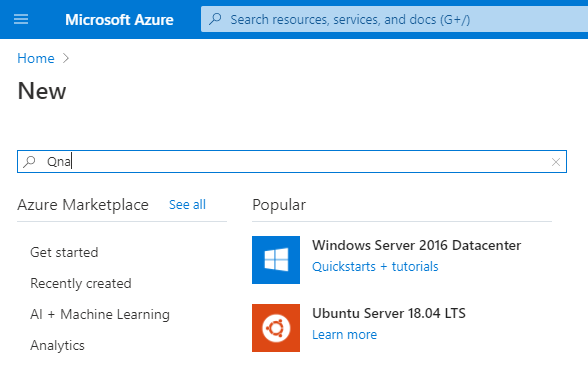 Microsoft Azure
Search resources, services, and docs (G+/)
Home
New
Qna
Azure Marketplace
See all
Popular
Get started
Recently created
AI + Machine Learning
Analytics
Windows Server 2016 Datacenter
Quickstarts + tutorials
Ubuntu Server 18.04 LTS
Learn more